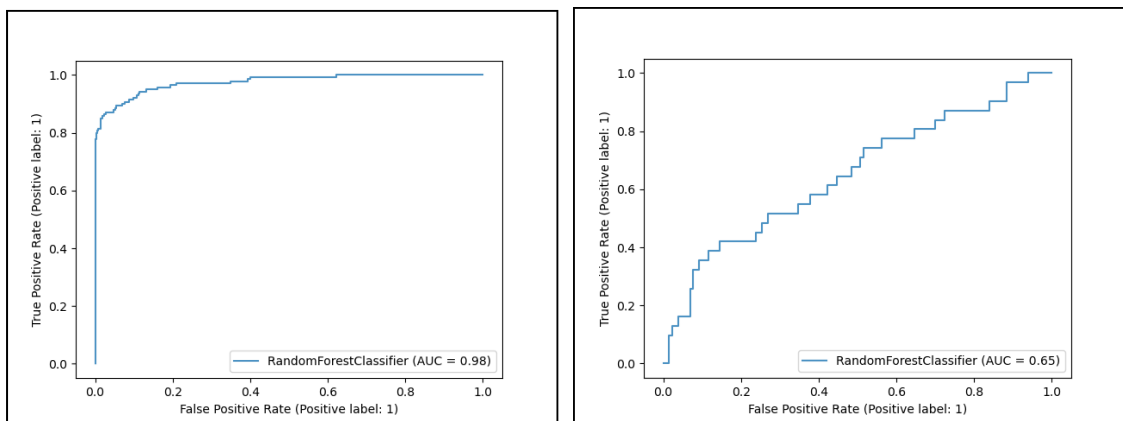 1.0
0.8
0.6
0.4
0.2
0.0
True Positive Rate (Positive label: 1)
RandomForestClassifier (AUC = 0.98)
0.0 0.2 0.4 0.6 0.8 1.0
False Positive Rate (Positive label: 1)
1.0
0.8
0.6
0.4
0.2
0.0
True Positive Rate (Positive label: 1)
RandomForestClassifier (AUC = 0.65)
0.0 0.2 0.4 0.6 0.8 1.0
False Positive Rate (Positive label: 1)